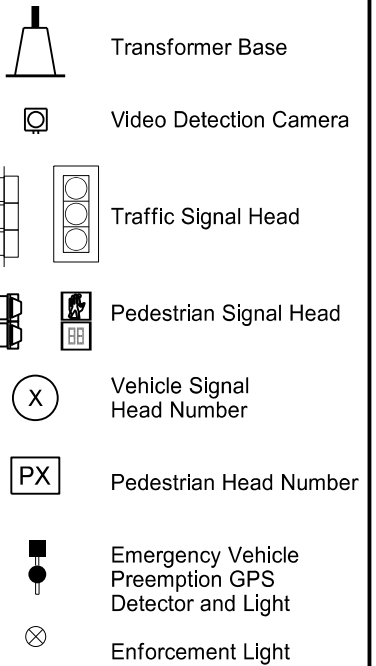 Transformer Base
Video Detection Camera
Traffic Signal Head
Pedestrian Signal Head
88
X
Vehicle Signal
Head Number
PX
Pedestrian Head Number
Emergency Vehicle
Preemption GPS
Detector and Light
Enforcement Light